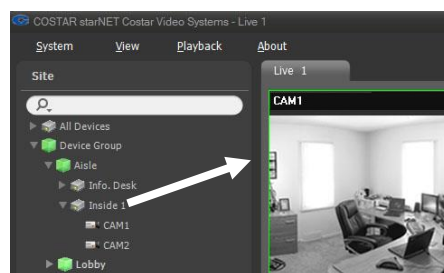 COSTAR starNET Costar Video Systems - Live 1
System View Playback About
Site
Live 1
CAM1
All Devices
Device Group
Aisle
Info. Desk
Inside 1
CAM1
CAM2
Lobby